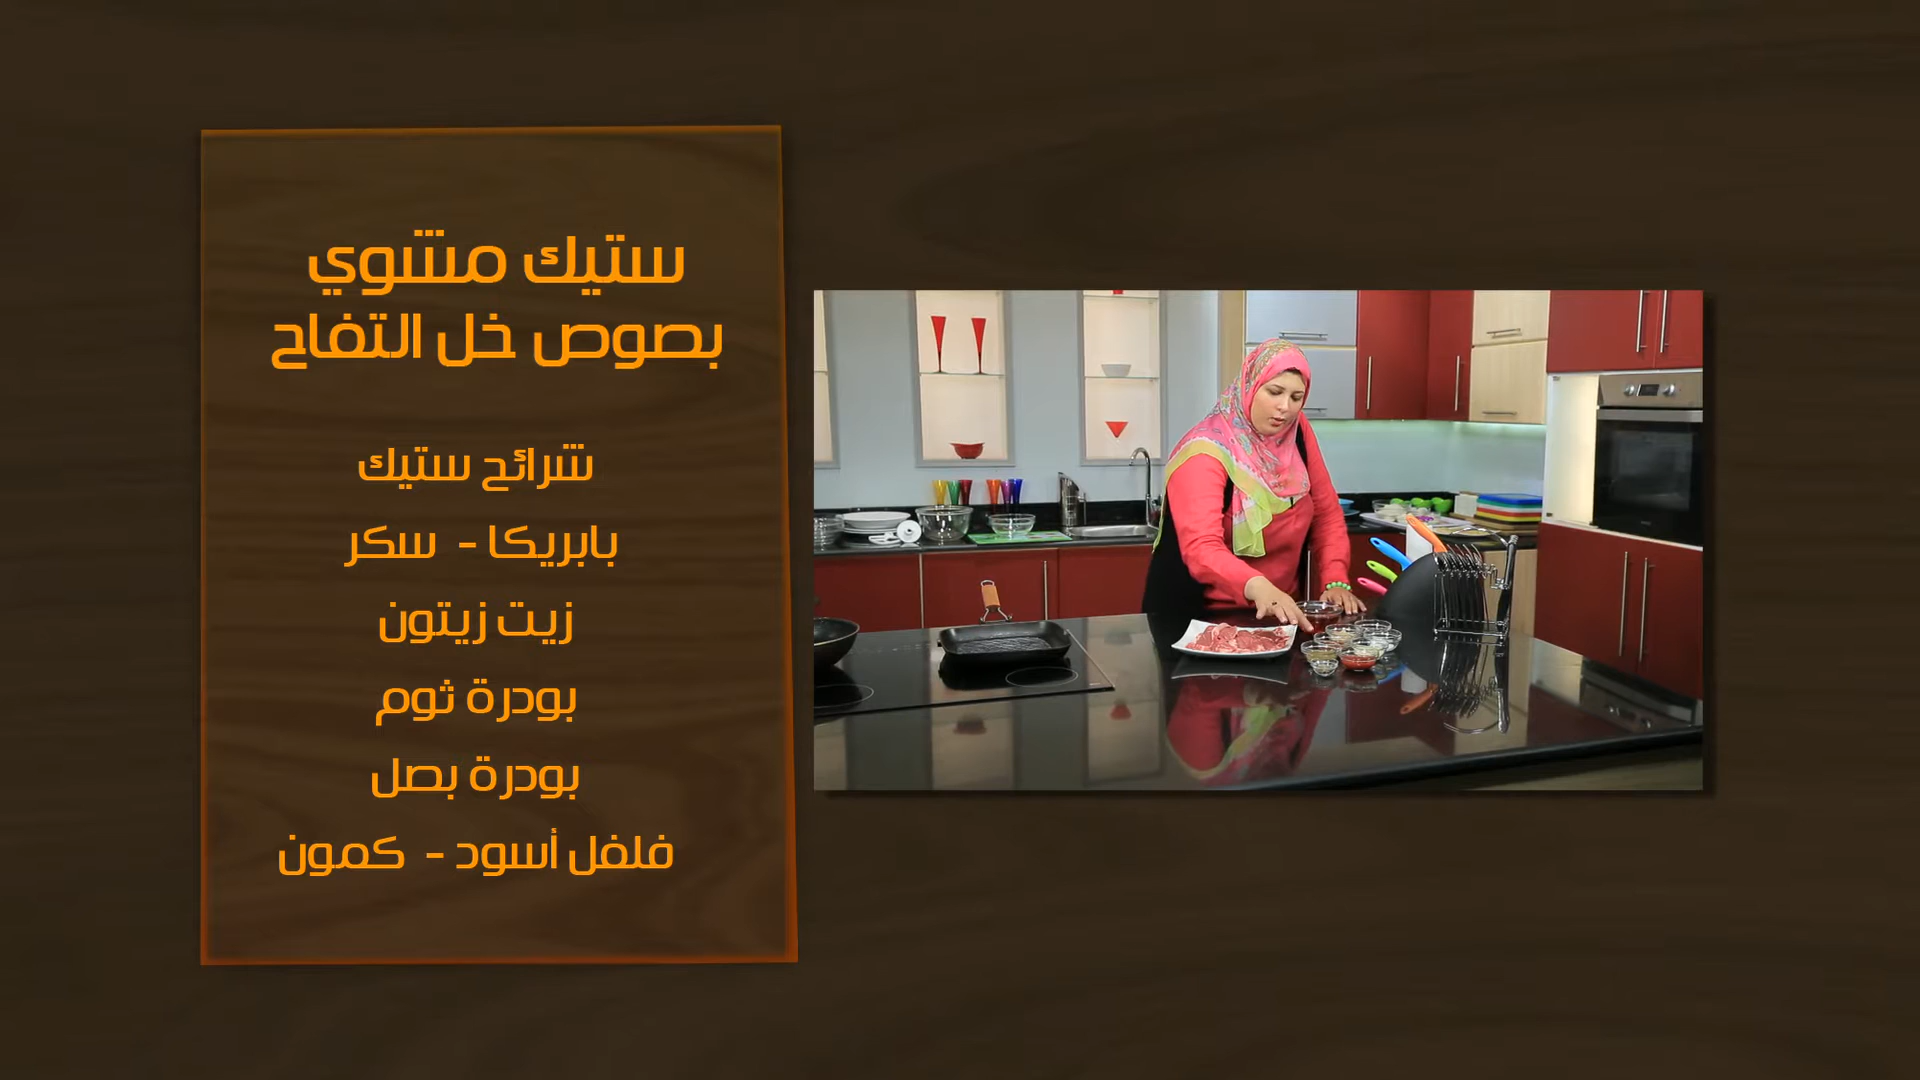 ستيك مشوي
بصوص خل التفاح
شرائح ستيك
بابريكا - سكر
زيت زيتون
بودرة ثوم
بودرة بصل
فلفل أسود - كمون